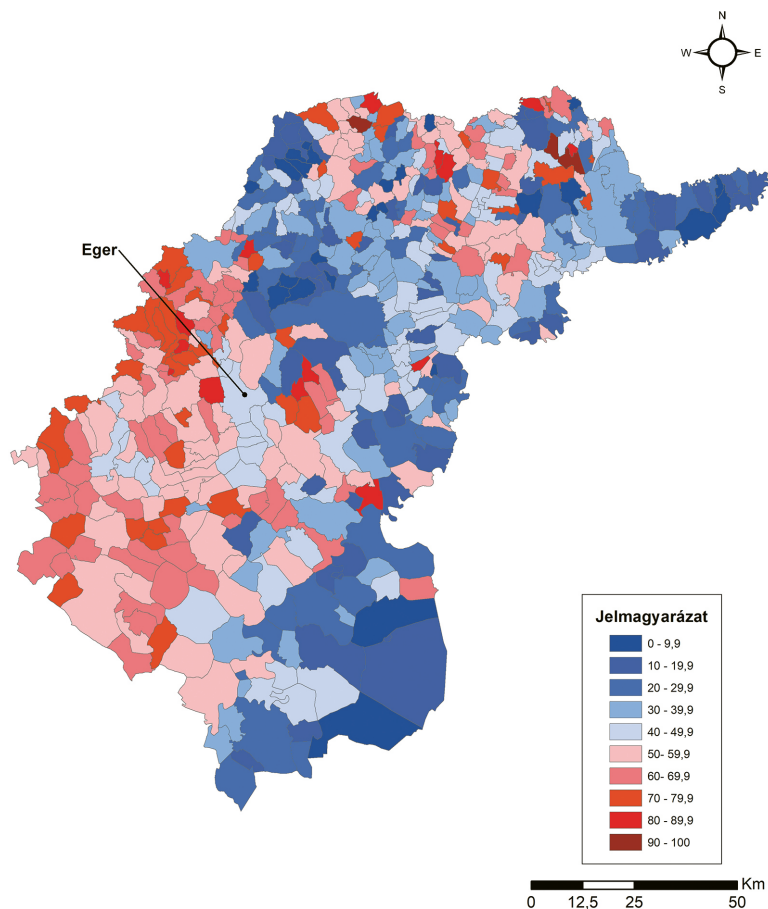 N
W E
S
Eger
Jelmagyarázat
0 - 9,9
10 - 19,9
20 - 29,9
30 - 39,9
40 - 49,9
50- 59,9
60- 69,9
70 - 79,9
80 - 89,9
90 - 100
Km
0 12,5 25 50